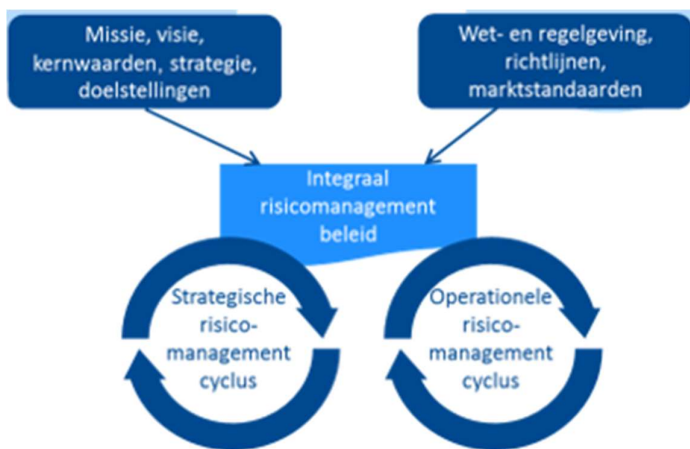 Missie, visie,
kernwaarden, strategie,
doelstellingen
Wet- en regelgeving,
richtlijnen,
marktstandaarden
Integraal
risicomanagement
beleid
Strategische
risico-
management
cyclus
Operationele
risico-
management
cyclus